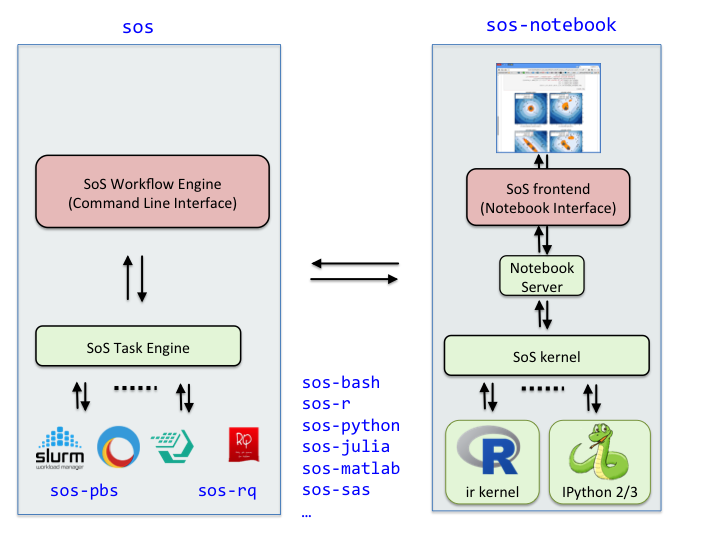 sos
sos-notebook
SoS Workflow Engine
(Command Line Interface)
SoS Task Engine
slurm
workload manager
RQ
sos-pbs
sos-rq
sos-bash
sos-r
sos-python
sos-julia
sos-matlab
sos-sas
…
SoS frontend
(Notebook Interface)
Notebook
Server
SoS kernel
R
ir kernel
IPython 2/3